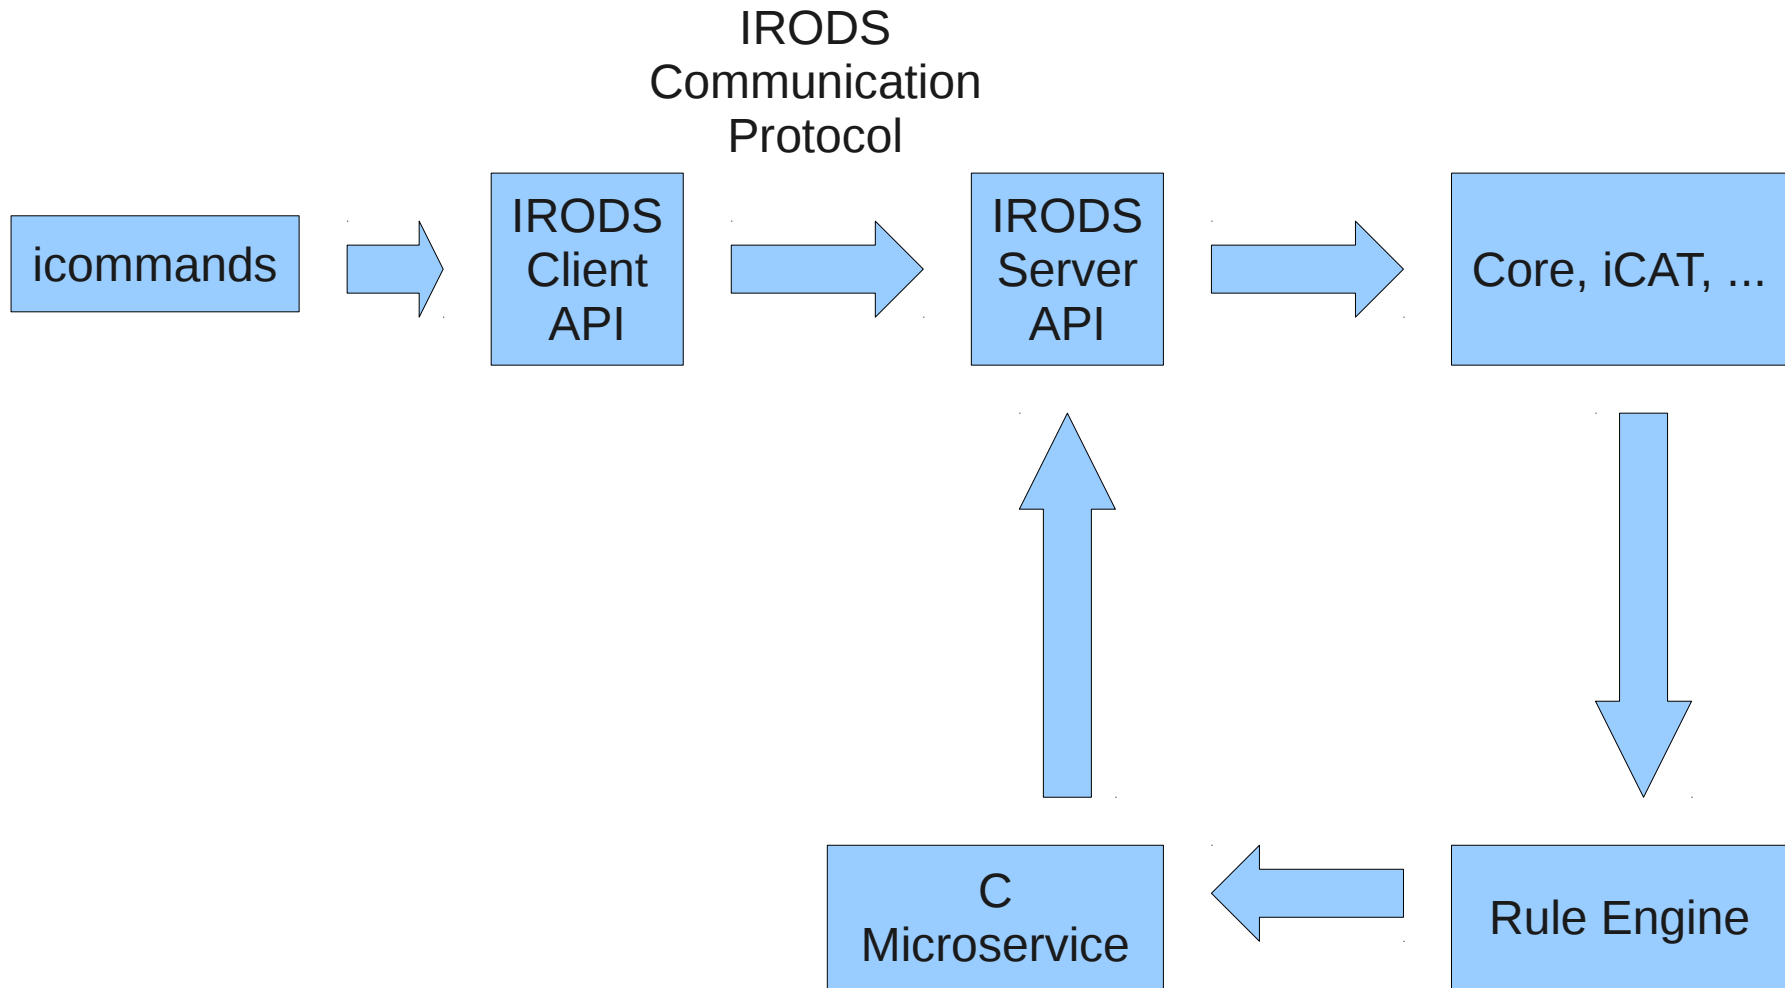 IRODS
Communication
Protocol
icommands
IRODS
Client
API
IRODS
Server
API
Core, iCAT, ...
C
Microservice
Rule Engine